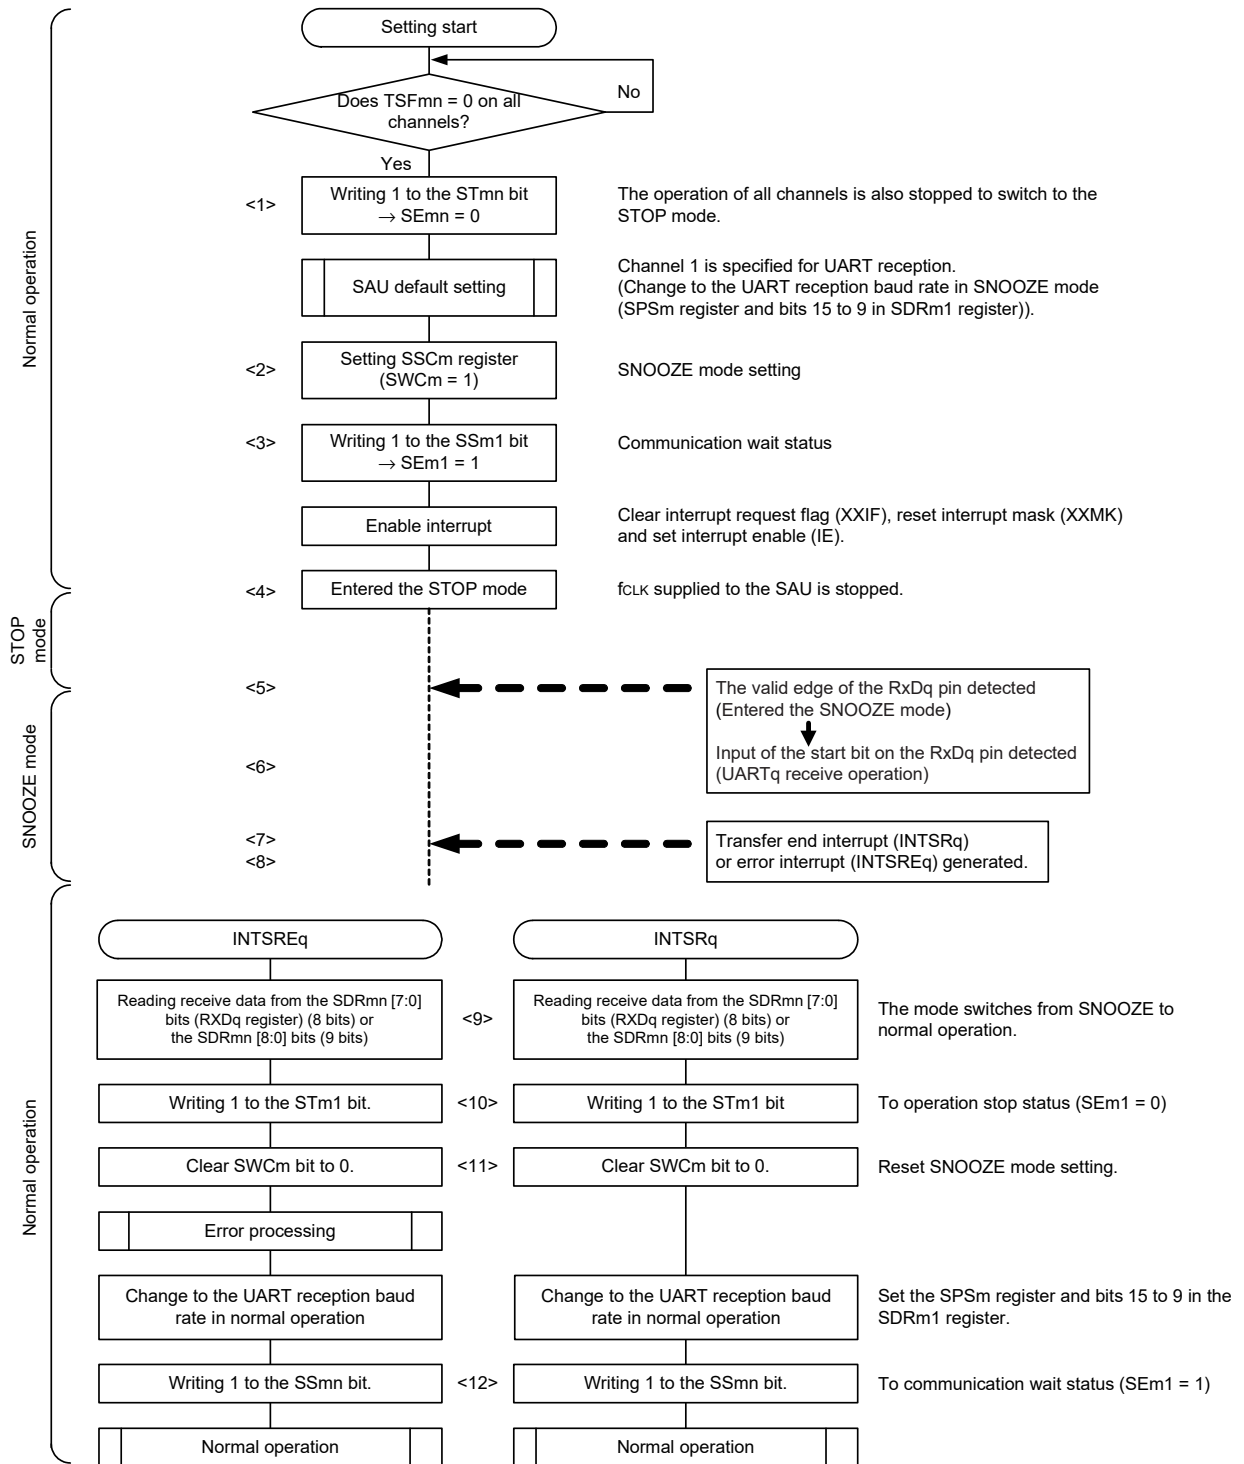 Setting start
Does TSFmn = 0 on all
channels?
No
Yes
Normal operation
<1>
Writing 1 to the STmn bit
→ SEmn = 0
The operation of all channels is also stopped to switch to the
STOP mode.
SAU default setting
Channel 1 is specified for UART reception.
(Change to the UART reception baud rate in SNOOZE mode
(SPSm register and bits 15 to 9 in SDRm1 register)).
<2>
Setting SSCm register
(SWCm = 1)
SNOOZE mode setting
<3>
Writing 1 to the SSm1 bit
→ SEm1 = 1
Communication wait status
Enable interrupt
Clear interrupt request flag (XXIF), reset interrupt mask (XXMK)
and set interrupt enable (IE).
<4>
Entered the STOP mode
fCLK supplied to the SAU is stopped.
STOP
mode
<5>
The valid edge of the RxDq pin detected
(Entered the SNOOZE mode)
Input of the start bit on the RxDq pin detected
(UARTq receive operation)
SNOOZE mode
<6>
<7>
<8>
Transfer end interrupt (INTSRq)
or error interrupt (INTSREq) generated.
Normal operation
INTSREq
INTSRq
Reading receive data from the SDRmn [7:0]
bits (RXDq register) (8 bits) or
the SDRmn [8:0] bits (9 bits)
<9>
Reading receive data from the SDRmn [7:0]
bits (RXDq register) (8 bits) or
the SDRmn [8:0] bits (9 bits)
The mode switches from SNOOZE to
normal operation.
Writing 1 to the STm1 bit.
<10>
Writing 1 to the STm1 bit
To operation stop status (SEm1 = 0)
Clear SWCm bit to 0.
<11>
Clear SWCm bit to 0.
Reset SNOOZE mode setting.
Error processing
Change to the UART reception baud
rate in normal operation
Change to the UART reception baud
rate in normal operation
Set the SPSm register and bits 15 to 9 in the
SDRm1 register.
Writing 1 to the SSmn bit.
<12>
Writing 1 to the SSmn bit.
To communication wait status (SEm1 = 1)
Normal operation
Normal operation